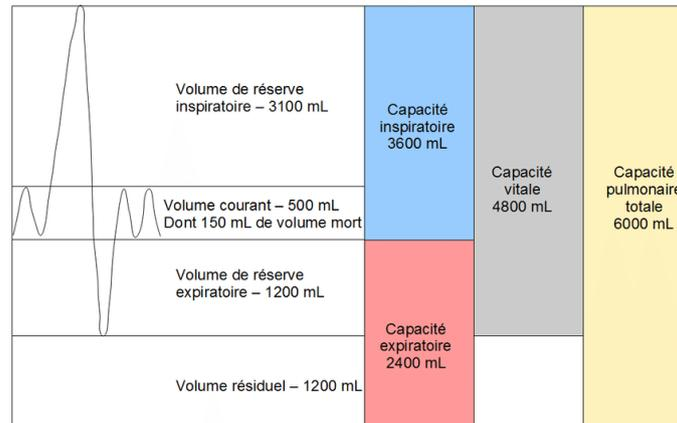 Volume de réserve
inspiratoire – 3100 mL
Volume courant – 500 mL
Dont 150 mL de volume mort
Volume de réserve
expiratoire – 1200 mL
Volume résiduel – 1200 mL
Capacité
inspiratoire
3600 mL
Capacité
expiratoire
2400 mL
Capacité
vitale
4800 mL
Capacité
pulmonaire
totale
6000 mL